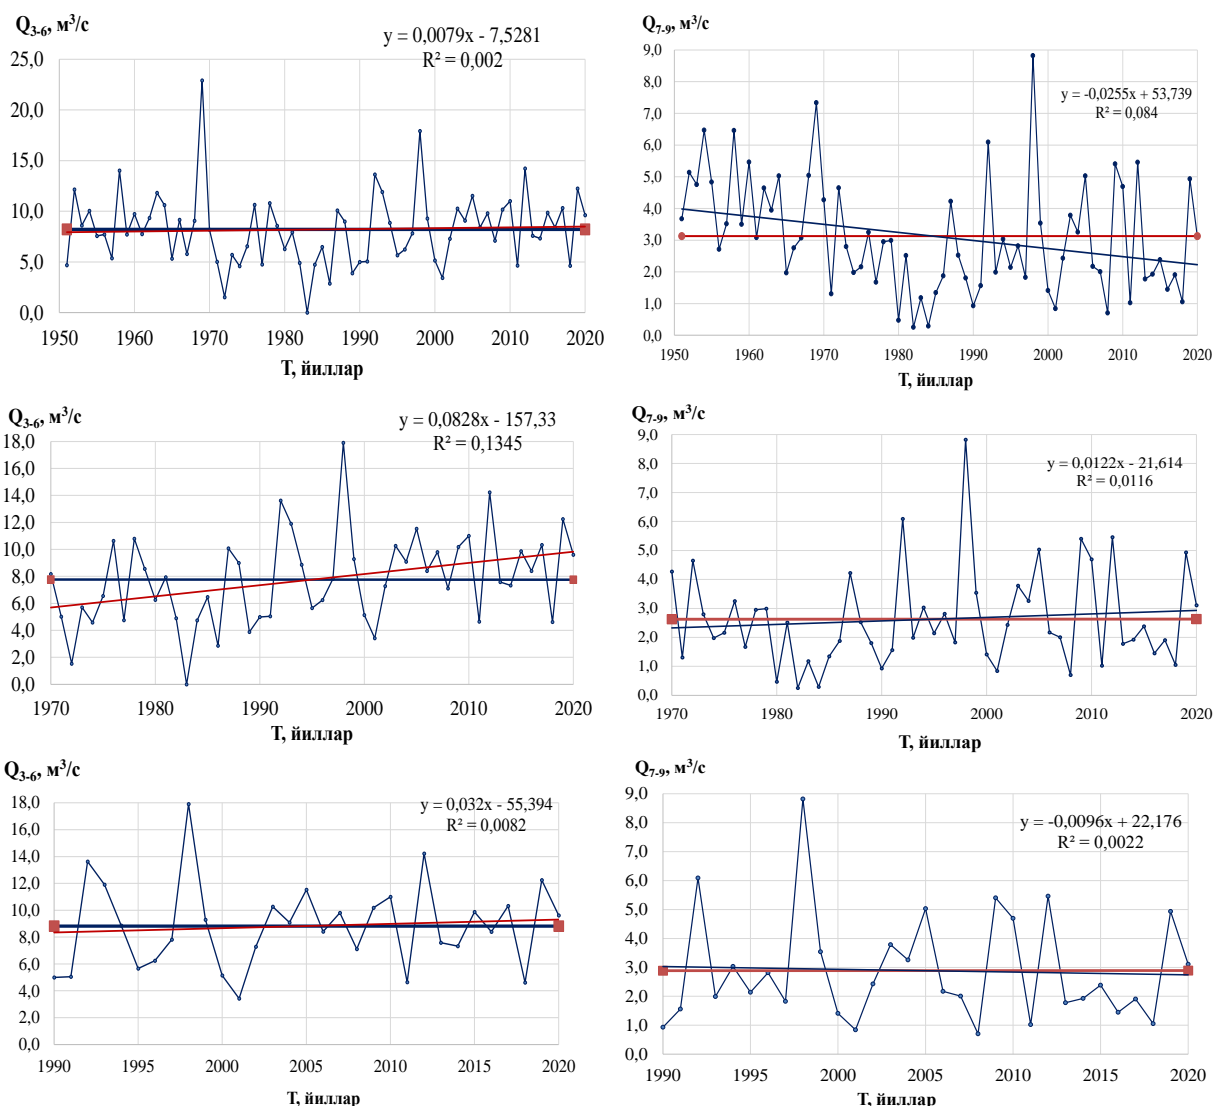 Q3-6, м³/с
y = 0,0079x - 7,5281
R² = 0,002
25,0
20,0
15,0
10,0
5,0
0,0
1950 1960 1970 1980 1990 2000 2010 2020
Т, йиллар
Q7-9, м³/с
y = -0,0255x + 53,739
R² = 0,084
9,0
8,0
7,0
6,0
5,0
4,0
3,0
2,0
1,0
0,0
1950 1960 1970 1980 1990 2000 2010 2020
Т, йиллар
Q3-6, м³/с
y = 0,0828x - 157,33
R² = 0,1345
18,0
16,0
14,0
12,0
10,0
8,0
6,0
4,0
2,0
0,0
1970 1980 1990 2000 2010 2020
Т, йиллар
Q7-9, м³/с
y = 0,0122x - 21,614
R² = 0,0116
9,0
8,0
7,0
6,0
5,0
4,0
3,0
2,0
1,0
0,0
1970 1980 1990 2000 2010 2020
Т, йиллар
Q3-6, м³/с
y = 0,032x - 55,394
R² = 0,0082
18,0
16,0
14,0
12,0
10,0
8,0
6,0
4,0
2,0
0,0
1990 1995 2000 2005 2010 2015 2020
Т, йиллар
Q7-9, м³/с
y = -0,0096x + 22,176
R² = 0,0022
9,0
8,0
7,0
6,0
5,0
4,0
3,0
2,0
1,0
0,0
1990 1995 2000 2005 2010 2015 2020
Т, йиллар